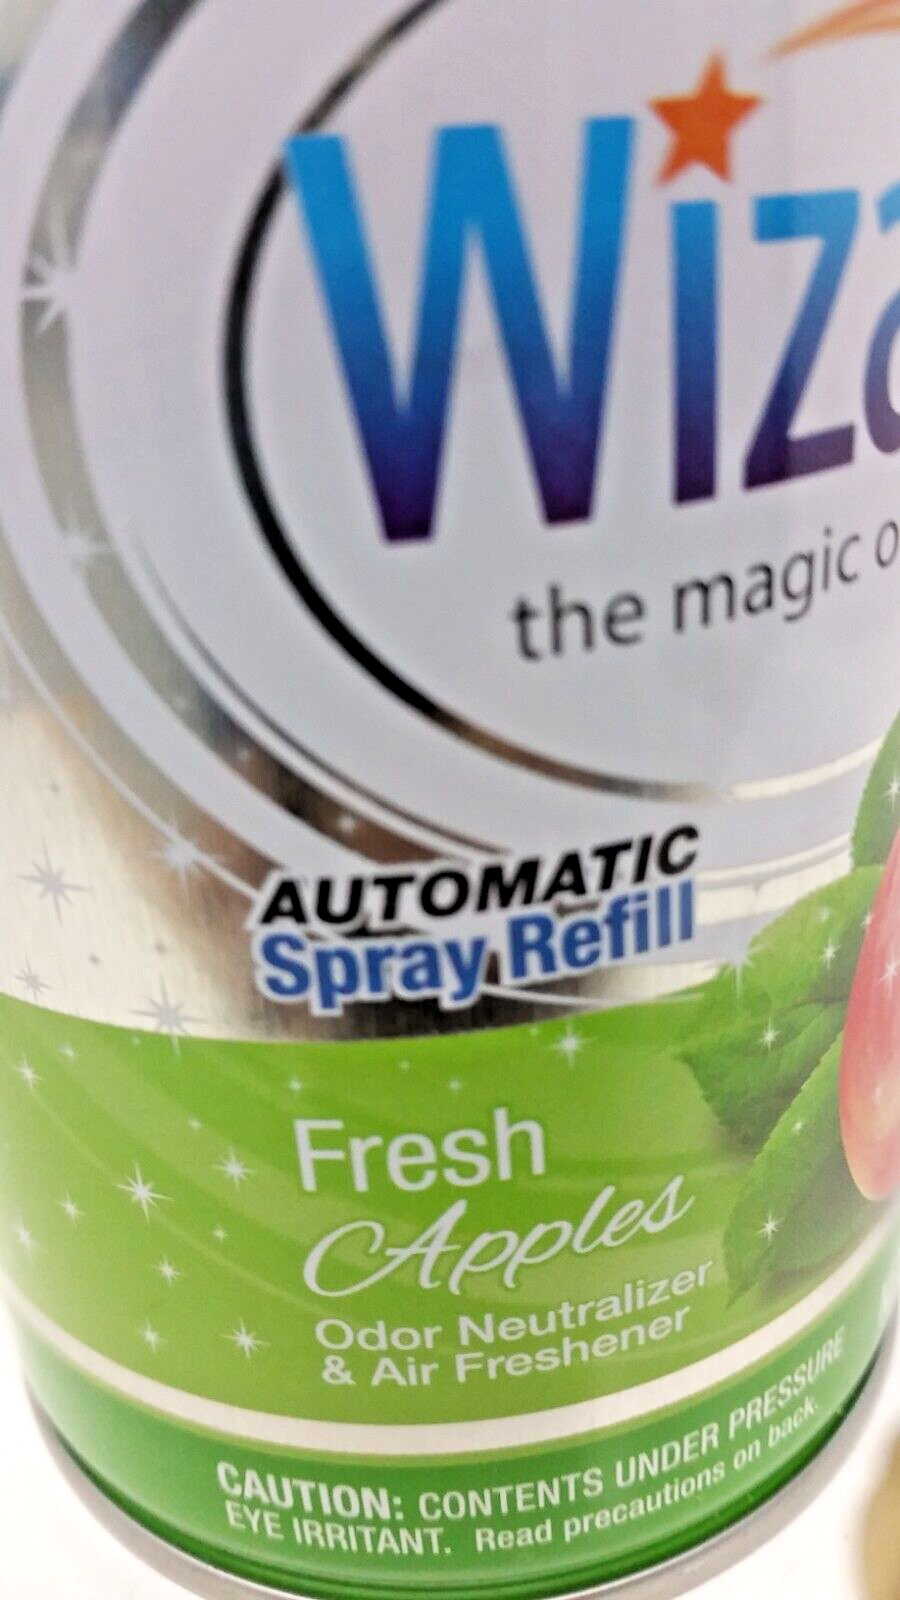 Wiza
the magic o
AUTOMATIC
Spray Refill
Fresh
Apples
Odor Neutralizer
& Air Freshener
CAUTION: CONTENTS UNDER PRESSURE
EYE IRRITANT. Read precautions on back.